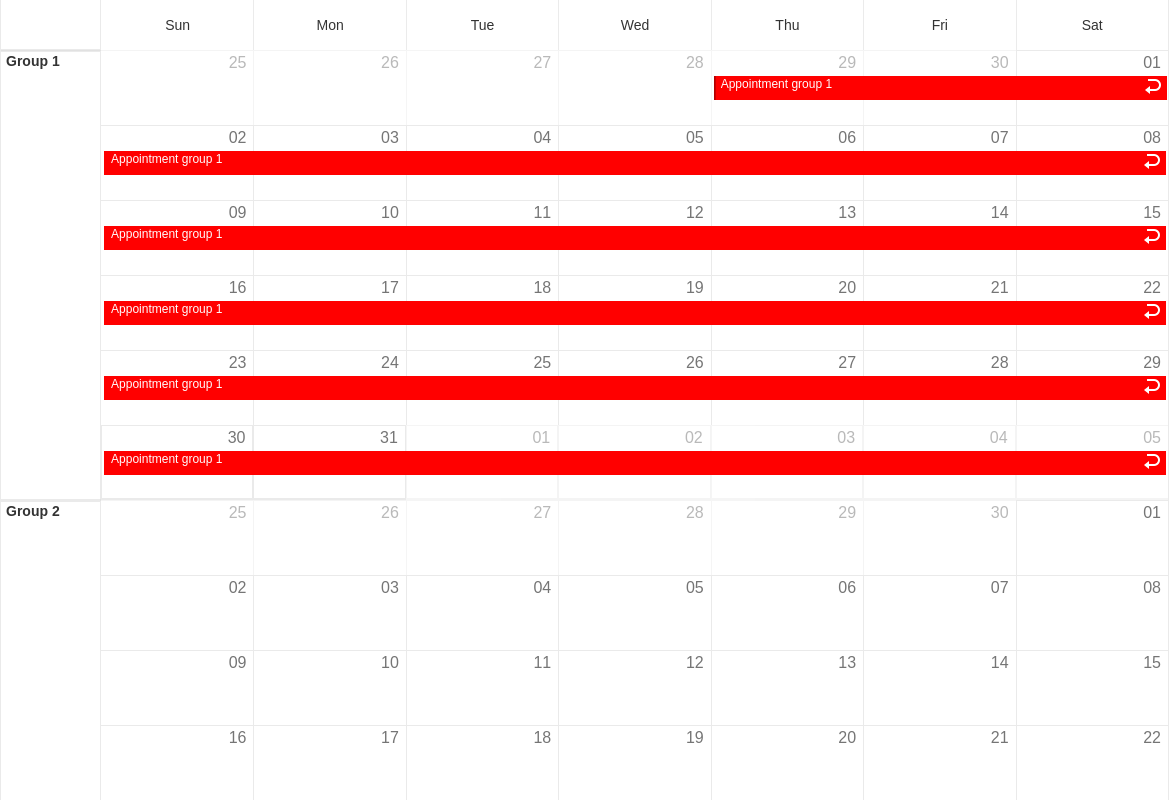 Sun Mon Tue Wed Thu Fri Sat
Group 1
25 26 27 28 29 30 01
Appointment group 1
02 03 04 05 06 07 08
Appointment group 1
09 10 11 12 13 14 15
Appointment group 1
16 17 18 19 20 21 22
Appointment group 1
23 24 25 26 27 28 29
Appointment group 1
30 31 01 02 03 04 05
Appointment group 1
Group 2
25 26 27 28 29 30 01
02 03 04 05 06 07 08
09 10 11 12 13 14 15
16 17 18 19 20 21 22